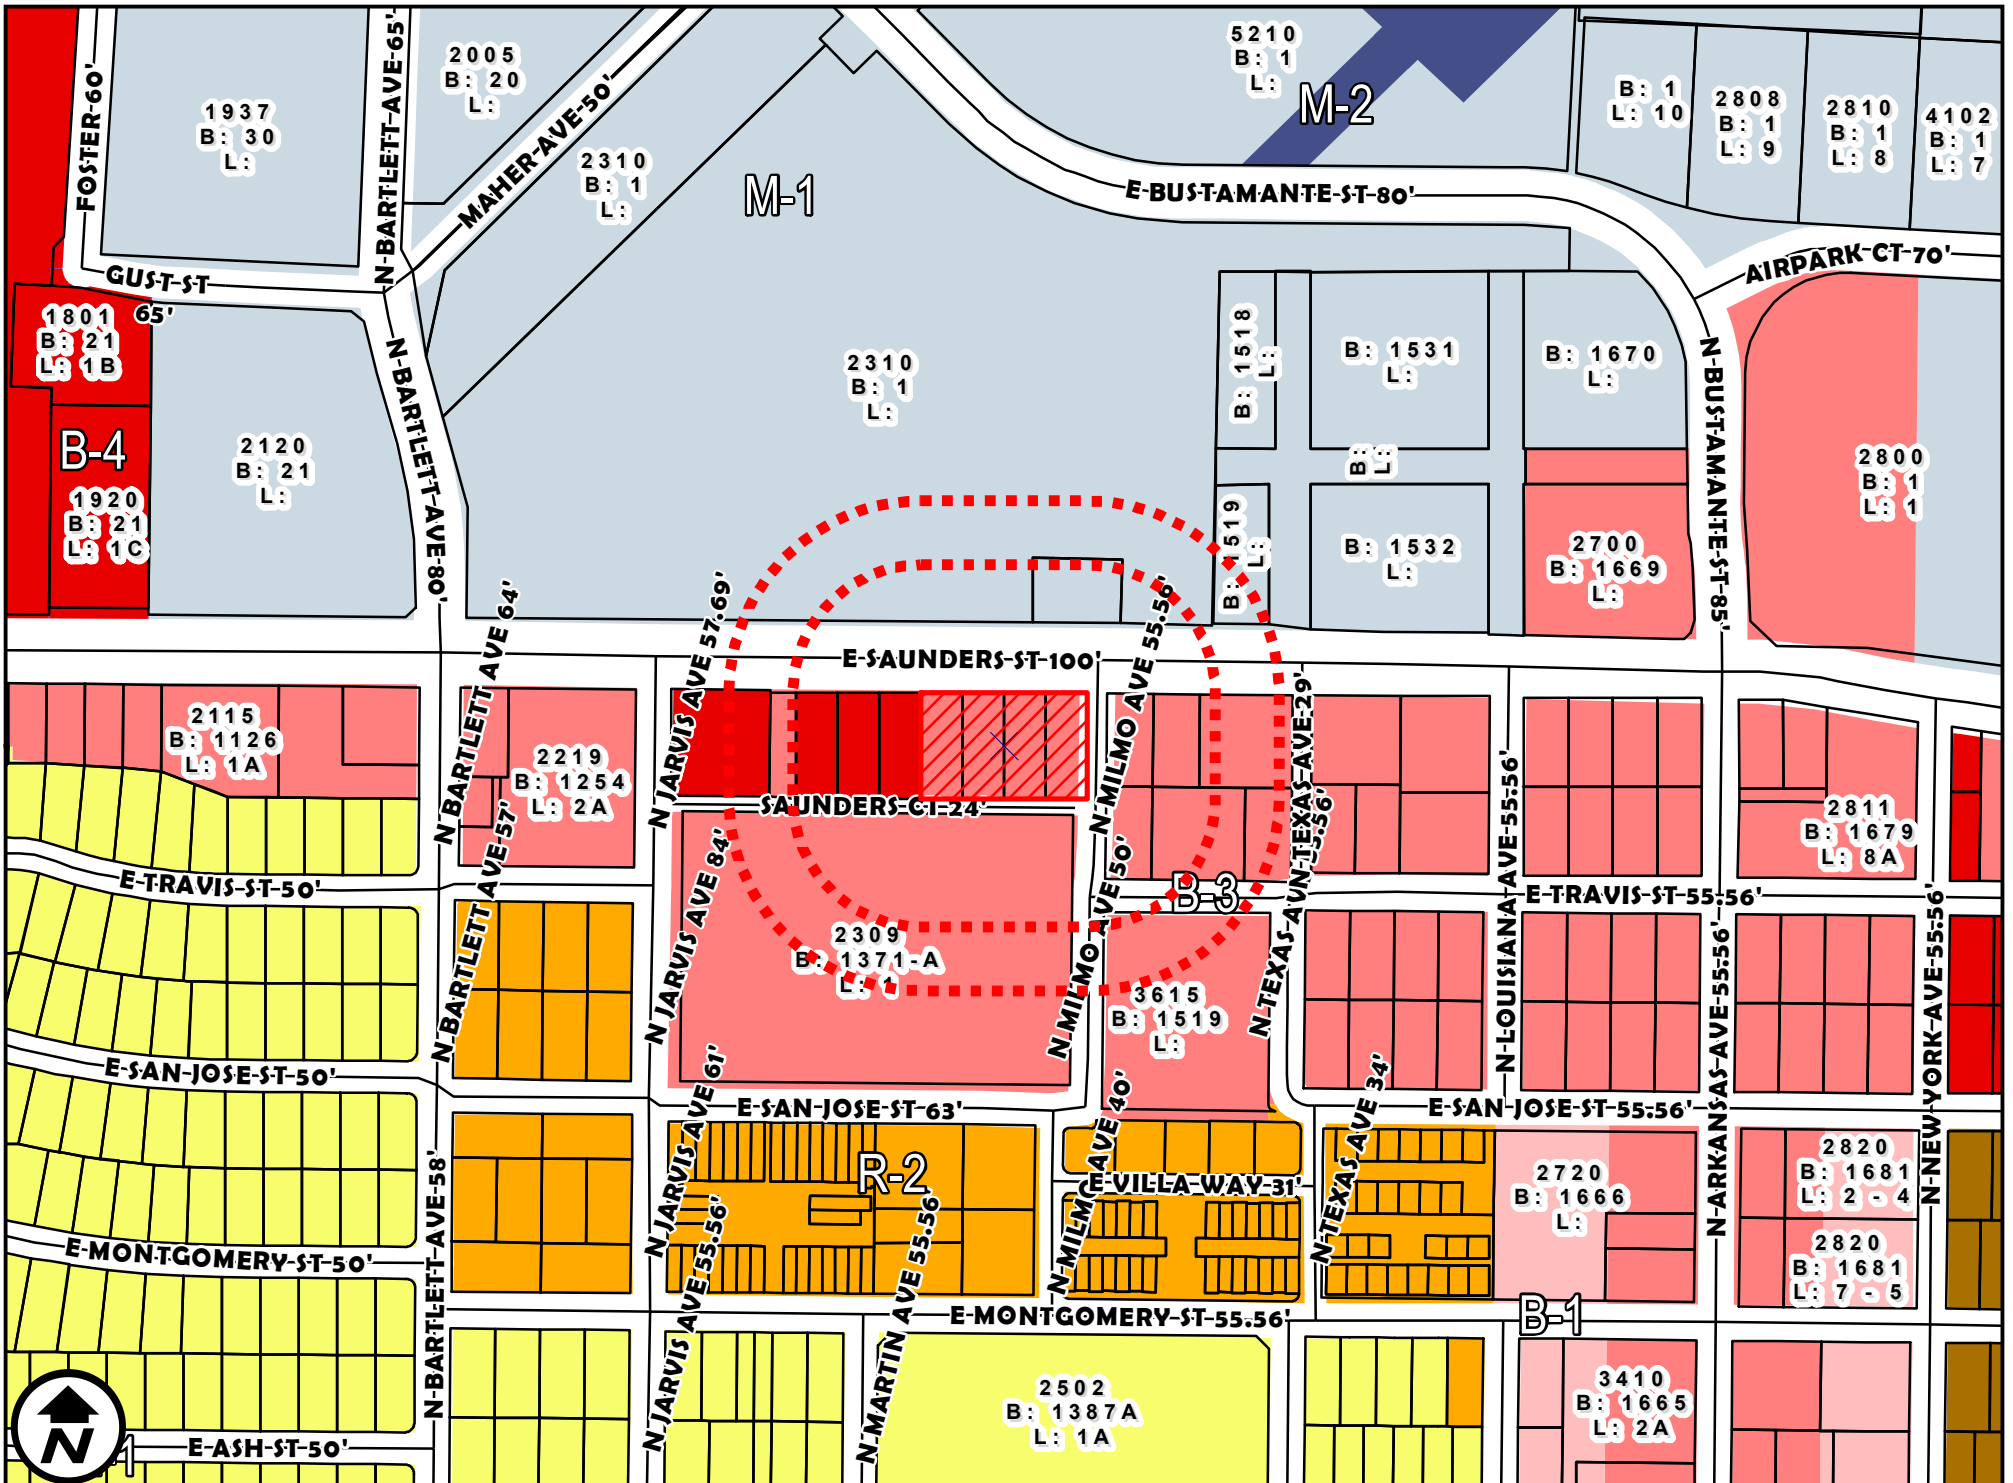 FOSTER-60'
N-BARTLETT-AVE-65'
2005
B: 20
L:
1937
B: 30
L:
MAHER-AVE-50'
2310
B: 1
L:
M-1
5210
B: 1
L:
M-2
B: 1
L: 10
2808
B: 1
L: 9
2810
B: 1
L: 8
4102
B: 1
L: 7
E-BUSTAMANTE-ST-80'
AIRPARK CT-70'
GUST-ST
65'
1801
B: 21
L: 1B
B-4
1920
B: 21
L: 1C
2120
B: 21
L:
N-BARTLETT-AVE-80'
2310
B: 1
L:
B: 1518
L:
B: 1531
L:
B: 1670
L:
B:
L:
B: 1519
L:
B: 1532
L:
2700
B: 1669
L:
N-BUSTAMANTE-ST-85'
2800
B: 1
L: 1
N BARTLETT AVE 64'
N JARVIS AVE 57.69'
E-SAUNDERS-ST-100'
N-MILMO AVE 55.56'
2115
B: 1126
L: 1A
2219
B: 1254
L: 2A
SAUNDERS CT-24'
N-TEXAS-AVE-29'
N-LOUISIANA-AVE-55.56'
2811
B: 1679
L: 8A
E-TRAVIS-ST-50'
N BARTLETT AVE-57'
N JARVIS AVE 84'
N MILMO AVE 50'
B-3
N-TEXAS-AVE 55.56'
E-TRAVIS-ST-55.56'
2309
B: 1371-A
L: 1
3615
B: 1519
L:
N-ARKANSAS-AVE-55.56'
N-NEW-YORK-AVE-55.56'
E-SAN-JOSE-ST-50'
N JARVIS AVE 61'
E-SAN-JOSE-ST-63'
N MILMO AVE 40'
N TEXAS AVE 34'
E-SAN JOSE-ST-55.56'
R-2
E-VILLA-WAY-31'
2720
B: 1666
L:
2820
B: 1681
L: 2 - 4
2820
B: 1681
L: 7 - 5
E-MONTGOMERY-ST-50'
N-BARTLETT-AVE-58'
N JARVIS AVE 55.56'
N-MARTIN AVE 55.56'
E-MONTGOMERY-ST-55.56'
B-1
2502
B: 1387A
L: 1A
3410
B: 1665
L: 2A
E-ASH-ST-50'
N